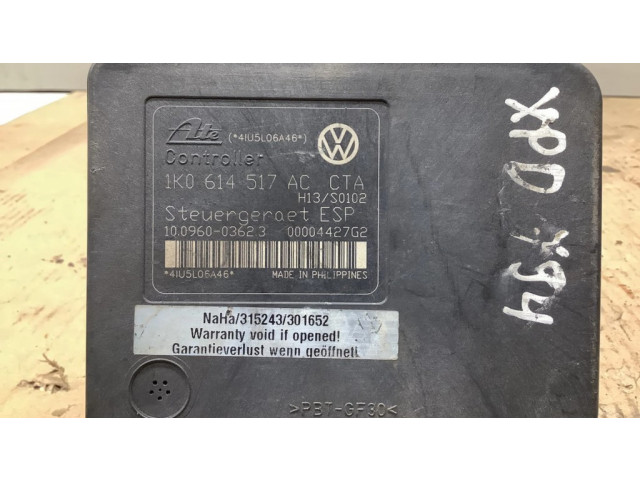 Ate (*4IU5L06A46*)
Controller
1K0 614 517 AC CTA
H13/S0102
Steuergeraet ESP
10.0960-0362.3 00004427G2
*4IU5L06A46* MADE IN PHILIPPINES
NaHa/315243/301652
Warranty void if opened!
Garantieverlust wenn geöffnet!
>PBT-GF30<
XPD